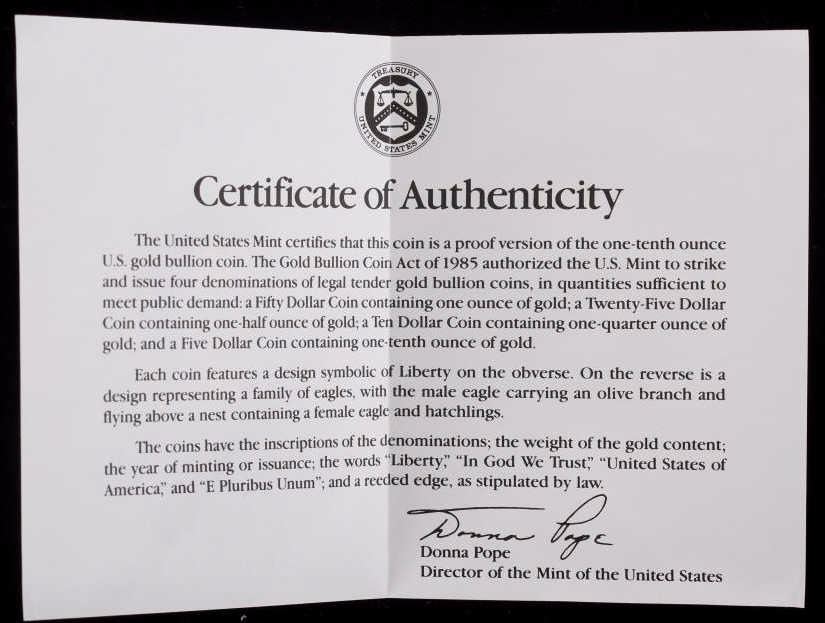 TREASURY
UNITED STATES MINT
Certificate of Authenticity
The United States Mint certifies that this coin is a proof version of the one-tenth ounce
U.S. gold bullion coin. The Gold Bullion Coin Act of 1985 authorized the U.S. Mint to strike
and issue four denominations of legal tender gold bullion coins, in quantities sufficient to
meet public demand: a Fifty Dollar Coin containing one ounce of gold; a Twenty-Five Dollar
Coin containing one-half ounce of gold; a Ten Dollar Coin containing one-quarter ounce of
gold; and a Five Dollar Coin containing one-tenth ounce of gold.
Each coin features a design symbolic of Liberty on the obverse. On the reverse is a
design representing a family of eagles, with the male eagle carrying an olive branch and
flying above a nest containing a female eagle and hatchlings.
The coins have the inscriptions of the denominations; the weight of the gold content;
the year of minting or issuance; the words “Liberty,” “In God We Trust,” “United States of
America,” and “E Pluribus Unum”; and a reeded edge, as stipulated by law.
Donna Pope
Donna Pope
Director of the Mint of the United States